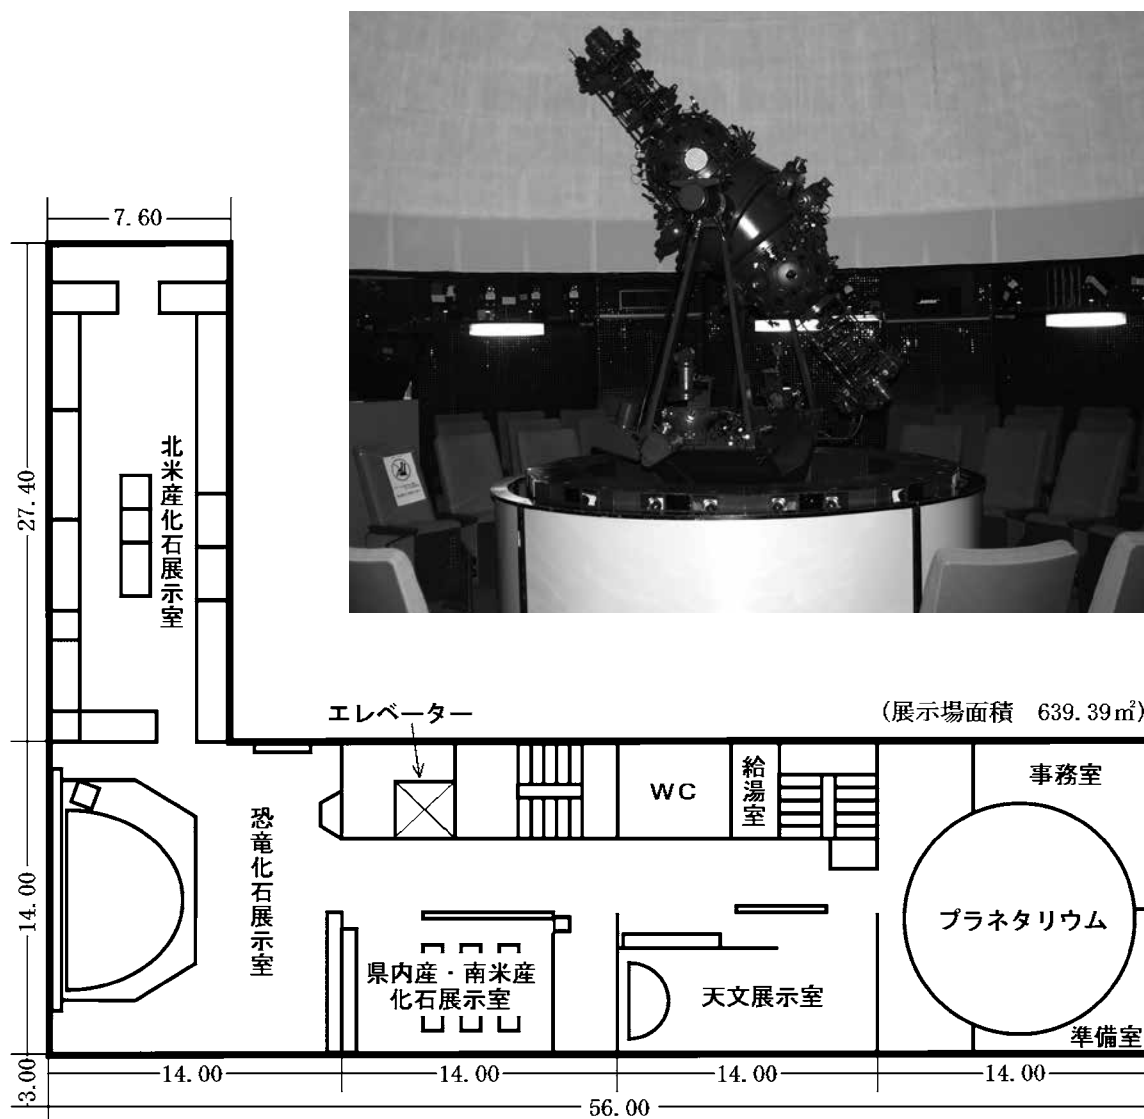 7.60
27.40
北米産化石展示室
エレベーター
(展示場面積 639.39㎡)
恐竜化石展示室
WC
給湯室
事務室
プラネタリウム
県内産・南米産
化石展示室
天文展示室
準備室
14.00
3.00
14.00
14.00
14.00
14.00
56.00